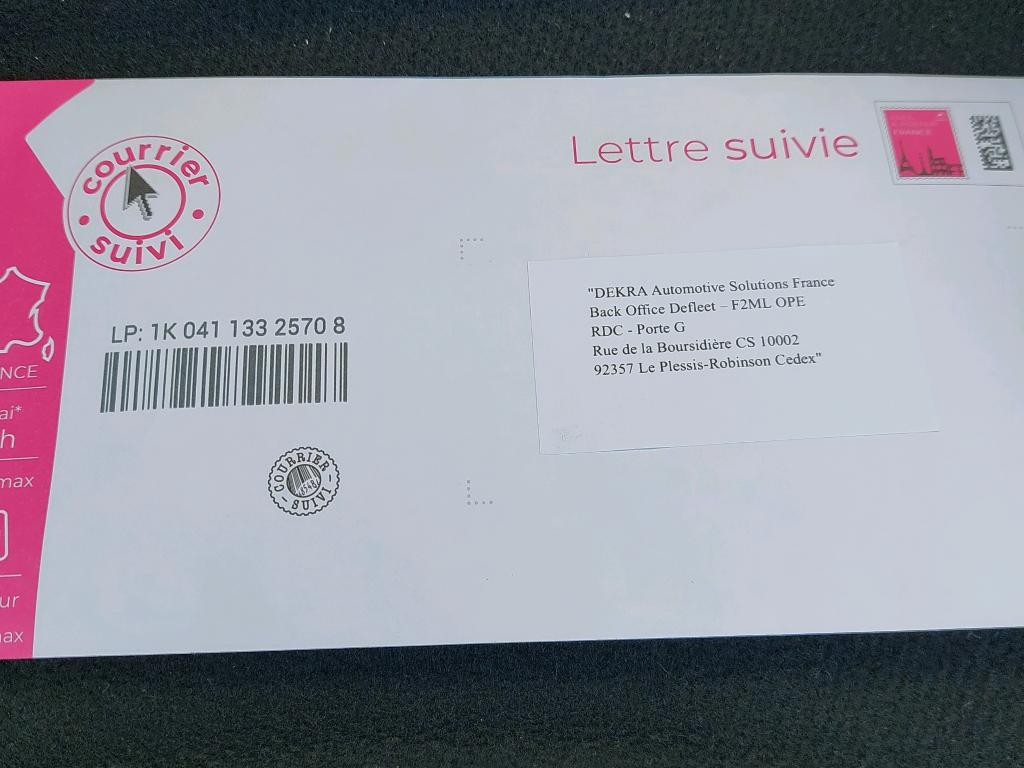 courrier
suivi
Lettre suivie
FRANCE
LP: 1K 041 133 2570 8
COURRIER
SUIVI
"DEKRA Automotive Solutions France
Back Office Defleet – F2ML OPE
RDC - Porte G
Rue de la Boursidière CS 10002
92357 Le Plessis-Robinson Cedex"
NCE
ai*
h
max
ur
ax